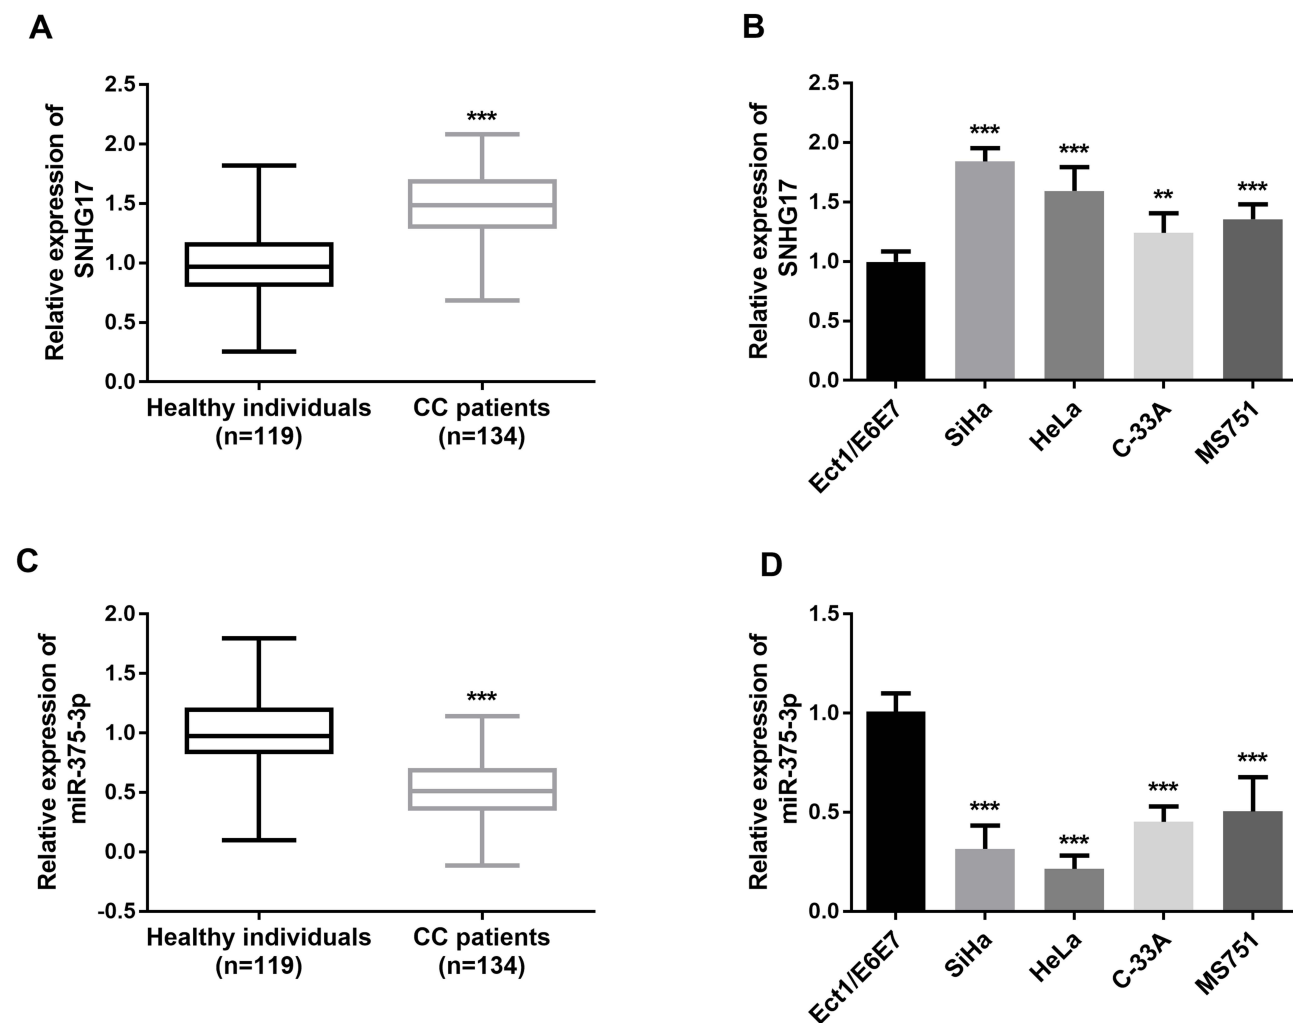 A
Relative expression of
SNHG17
2.5
2.0
1.5
1.0
0.5
0.0
***
Healthy individuals
(n=119)
CC patients
(n=134)
B
Relative expression of
SNHG17
2.5
2.0
1.5
1.0
0.5
0.0
***
***
**
***
Ect1/E6E7
SiHa
HeLa
C-33A
MS751
C
Relative expression of
miR-375-3p
2.0
1.5
1.0
0.5
0.0
-0.5
***
Healthy individuals
(n=119)
CC patients
(n=134)
D
Relative expression of
miR-375-3p
1.5
1.0
0.5
0.0
***
***
***
***
Ect1/E6E7
SiHa
HeLa
C-33A
MS751